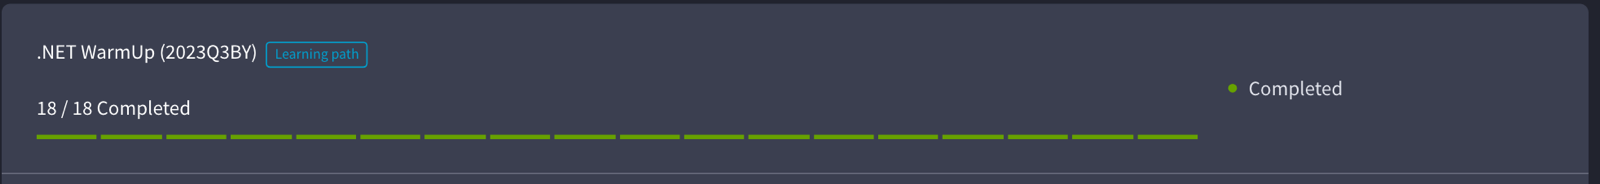 .NET WarmUp (2023Q3BY) Learning path
18 / 18 Completed
Completed